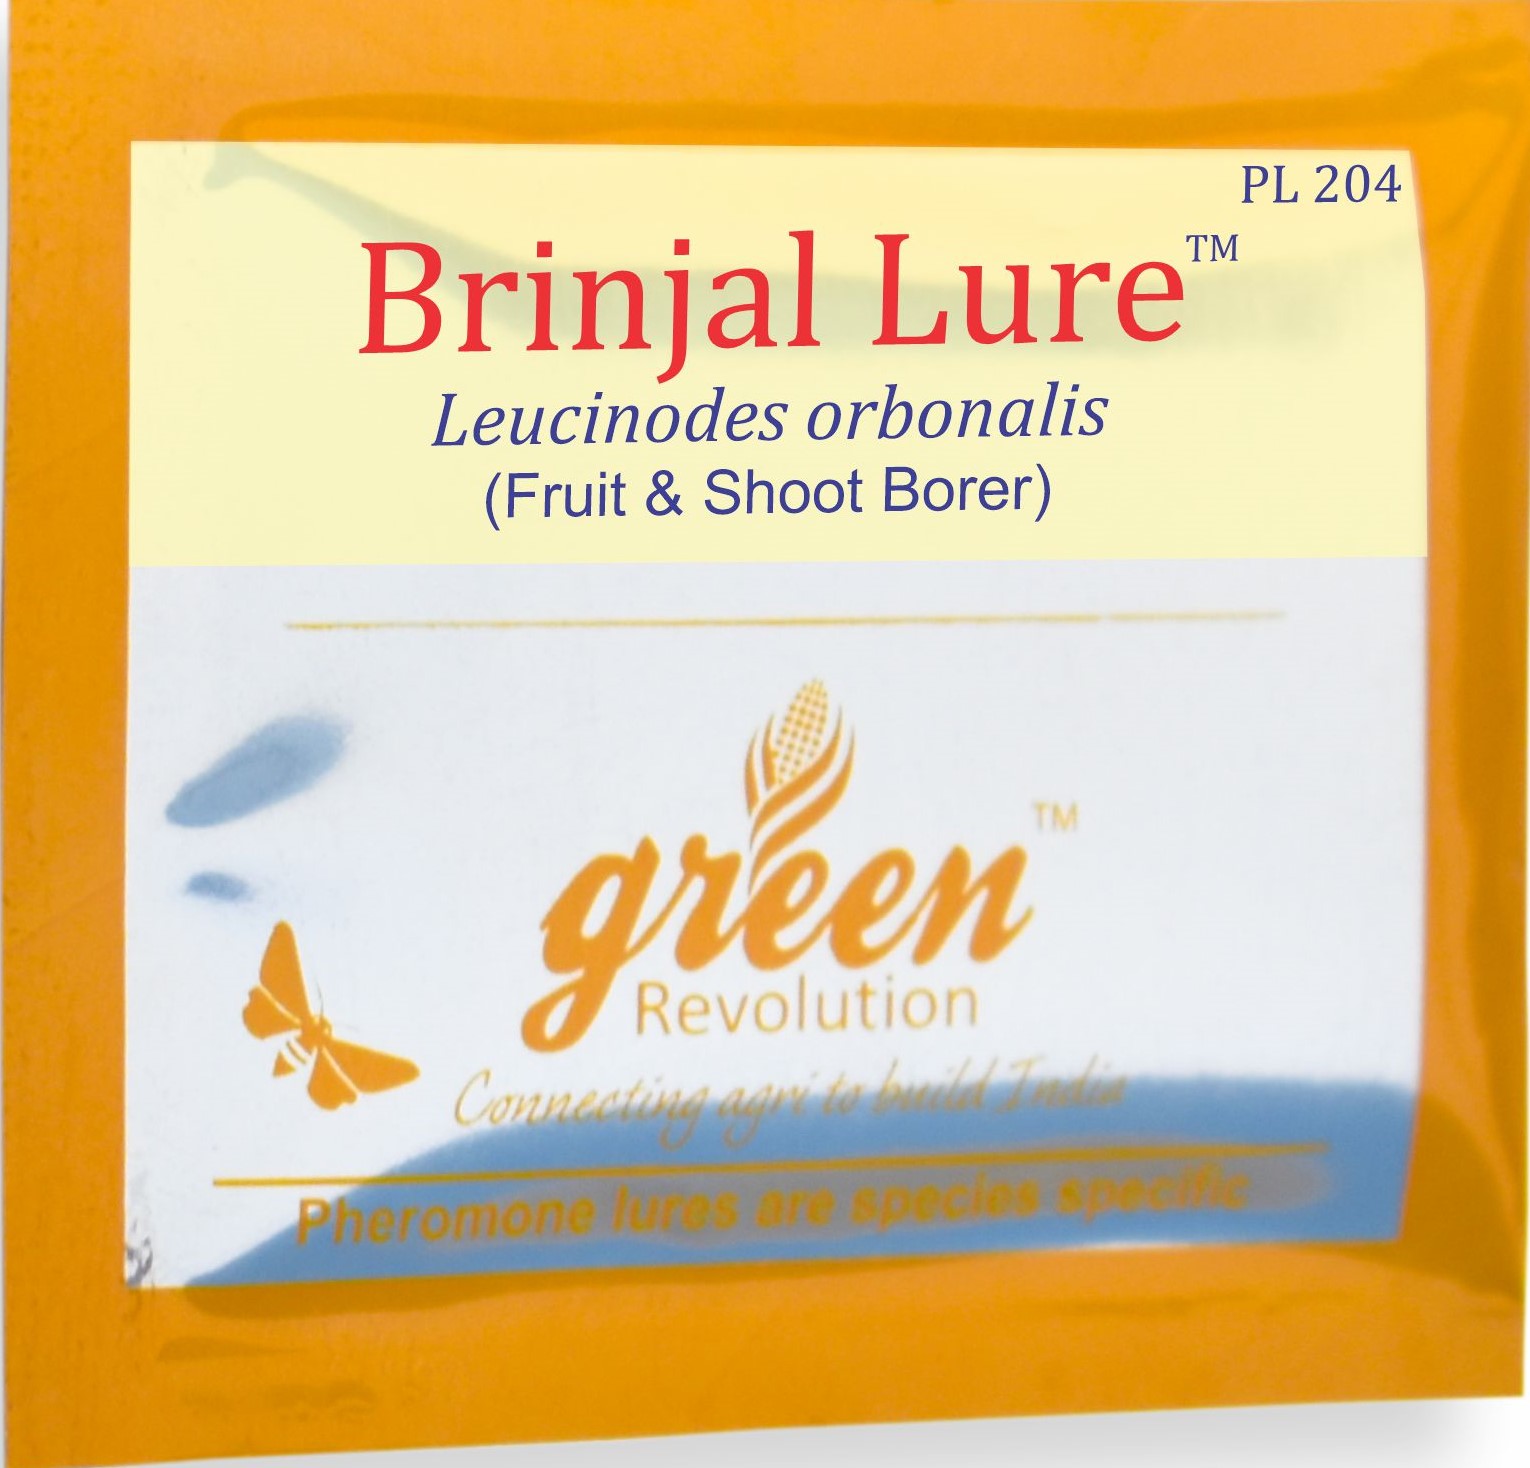 PL 204
Brinjal Lure™
Leucinodes orbonalis
(Fruit & Shoot Borer)
green™
Revolution
Connecting agri to build India
Pheromone lures are species specific